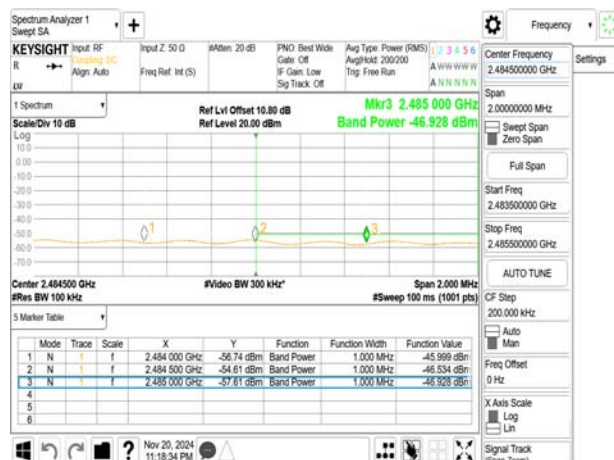 Spectrum Analyzer 1
Swept SA
Frequency
KEYSIGHT
R
Input: RF
Coupling: DC
Align: Auto
Input Z: 50 Ω
Freq Ref: Int (S)
#Atten: 20 dB
PNO: Best Wide
Gate: Off
IF Gain: Low
Sig Track: Off
Avg Type: Power (RMS)
Avg|Hold: 200/200
Trig: Free Run
1 2 3 4 5 6
A W W W W W
A N N N N N
1 Spectrum
Scale/Div 10 dB
Ref Lvl Offset 10.80 dB
Ref Level 20.00 dBm
Mkr3 2.485 000 GHz
Band Power -46.928 dBm
Log
10.0
0.00
-10.0
-20.0
-30.0
-40.0
-50.0
-60.0
-70.0
1
2
3
Center 2.484500 GHz
#Res BW 100 kHz
#Video BW 300 kHz*
Span 2.000 MHz
#Sweep 100 ms (1001 pts)
5 Marker Table
Mode Trace Scale X Y Function Function Width Function Value
1 N 1 f 2.484 000 GHz -56.74 dBm Band Power 1.000 MHz -45.999 dBm
2 N 1 f 2.484 500 GHz -54.61 dBm Band Power 1.000 MHz -46.534 dBm
3 N 1 f 2.485 000 GHz -57.61 dBm Band Power 1.000 MHz -46.928 dBm
4
5
6
Nov 20, 2024
11:18:34 PM
Center Frequency
2.484500000 GHz
Settings
Span
2.00000000 MHz
Swept Span
Zero Span
Full Span
Start Freq
2.483500000 GHz
Stop Freq
2.485500000 GHz
AUTO TUNE
CF Step
200.000 kHz
Auto
Man
Freq Offset
0 Hz
X Axis Scale
Log
Lin
Signal Track